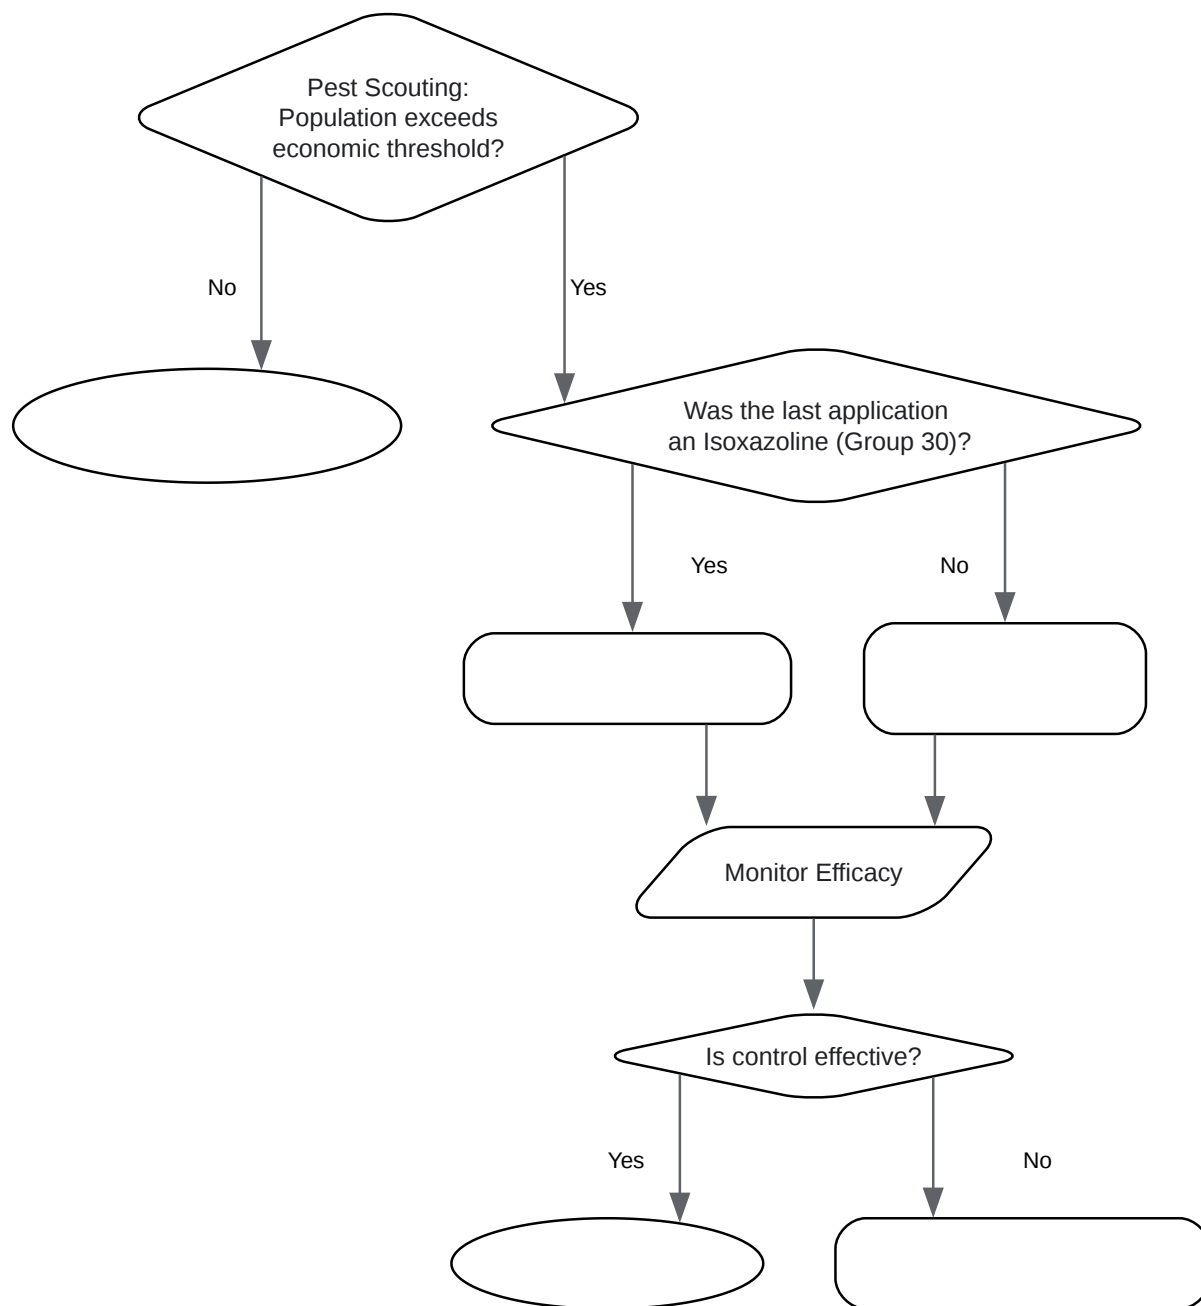 Pest Scouting:
Population exceeds
economic threshold?
No
Yes
Was the last application
an Isoxazoline (Group 30)?
Yes
No
Monitor Efficacy
Is control effective?
Yes
No